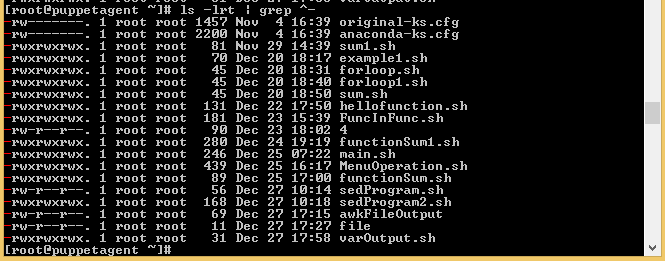 [root@puppetagent ~]# ls -lrt | grep ^-
-rw-------. 1 root root 1457 Nov  4 16:39 original-ks.cfg
-rw-------. 1 root root 2200 Nov  4 16:39 anaconda-ks.cfg
-rwxrwxrwx. 1 root root   81 Nov 29 14:39 sum1.sh
-rwxrwxrwx. 1 root root   70 Dec 20 18:17 example1.sh
-rwxrwxrwx. 1 root root   45 Dec 20 18:31 forloop.sh
-rwxrwxrwx. 1 root root   45 Dec 20 18:40 forloop1.sh
-rwxrwxrwx. 1 root root   45 Dec 20 18:50 sum.sh
-rwxrwxrwx. 1 root root  131 Dec 22 17:50 hellofunction.sh
-rwxrwxrwx. 1 root root  181 Dec 23 15:39 FuncInFunc.sh
-rw-r--r--. 1 root root   90 Dec 23 18:02 4
-rwxrwxrwx. 1 root root  280 Dec 24 19:19 functionSum1.sh
-rwxrwxrwx. 1 root root  246 Dec 25 07:22 main.sh
-rwxrwxrwx. 1 root root  439 Dec 25 16:17 MenuOperation.sh
-rwxrwxrwx. 1 root root   89 Dec 25 17:00 functionSum.sh
-rw-r--r--. 1 root root   56 Dec 27 10:14 sedProgram.sh
-rwxrwxrwx. 1 root root  168 Dec 27 10:18 sedProgram2.sh
-rw-r--r--. 1 root root   69 Dec 27 17:15 awkFileOutput
-rw-r--r--. 1 root root   11 Dec 27 17:27 file
-rwxrwxrwx. 1 root root   31 Dec 27 17:58 varOutput.sh
[root@puppetagent ~]#